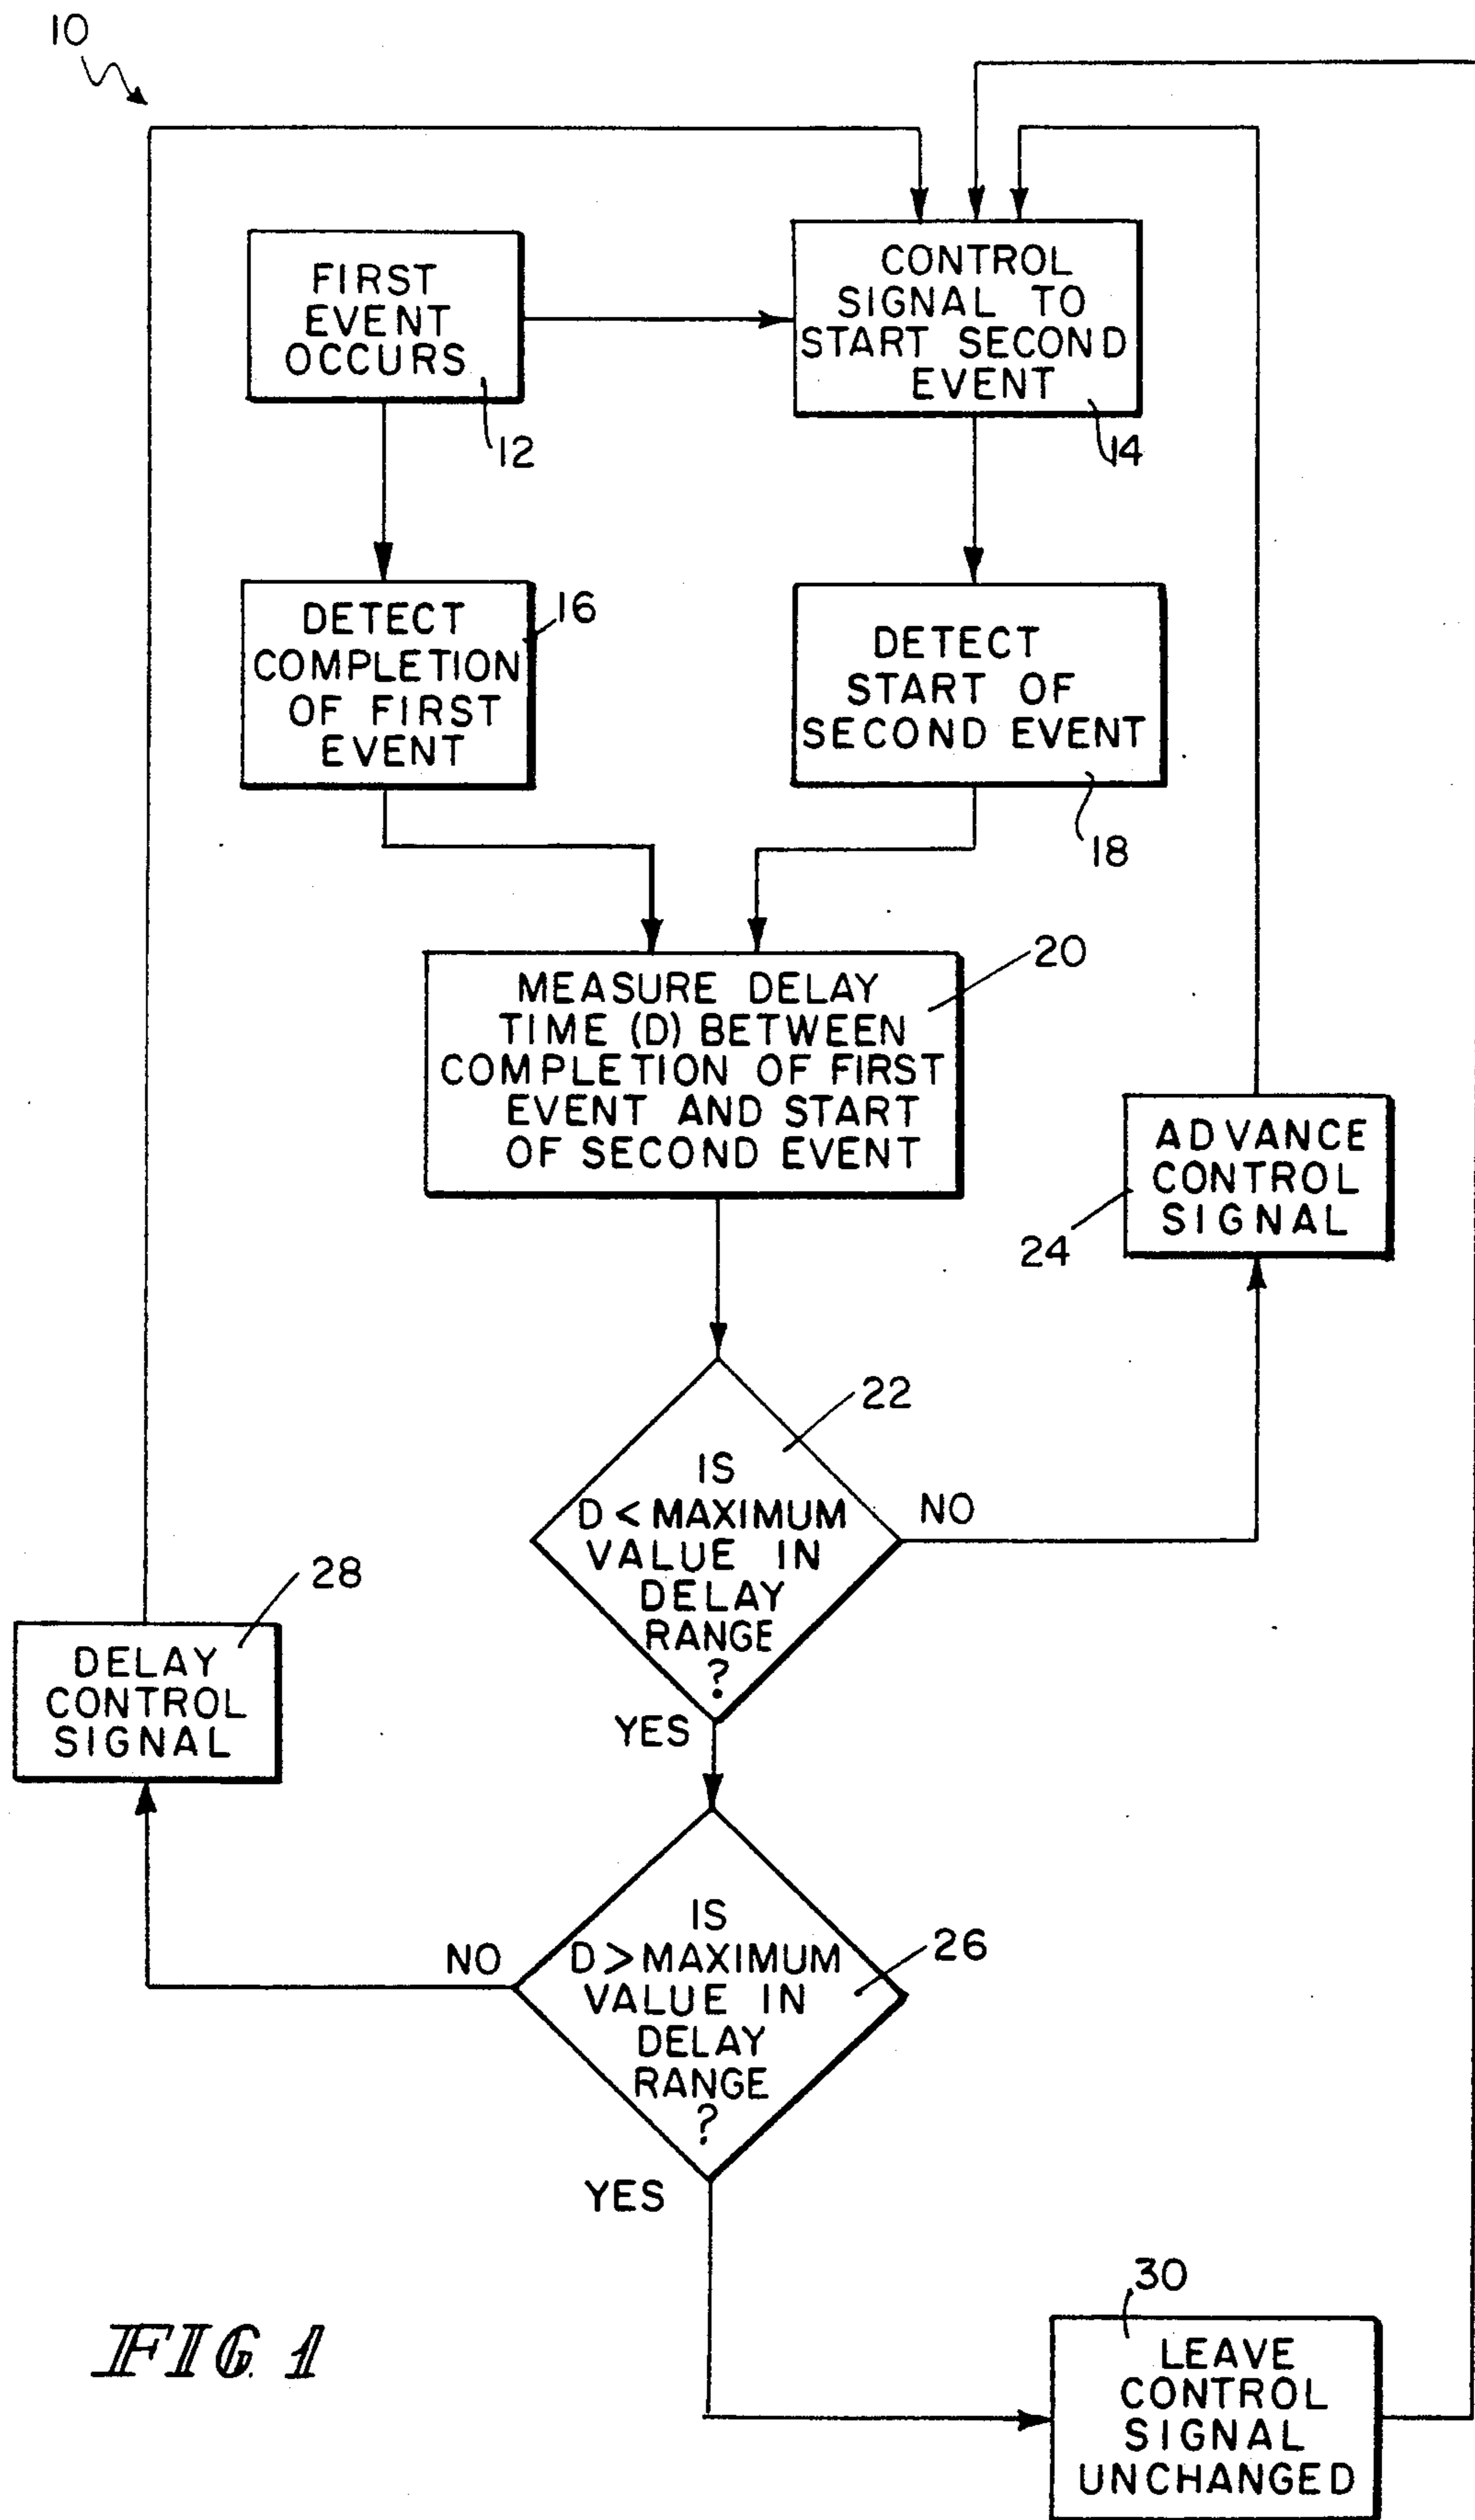 10
FIRST
EVENT
OCCURS
12
CONTROL
SIGNAL TO
START SECOND
EVENT
14
DETECT
COMPLETION
OF FIRST
EVENT
16
DETECT
START OF
SECOND EVENT
18
MEASURE DELAY
TIME (D) BETWEEN
COMPLETION OF FIRST
EVENT AND START
OF SECOND EVENT
20
ADVANCE
CONTROL
SIGNAL
24
22
IS
D < MAXIMUM
VALUE IN
DELAY
RANGE
?
NO
YES
28
DELAY
CONTROL
SIGNAL
IS
D > MAXIMUM
VALUE IN
DELAY
RANGE
?
26
NO
YES
30
LEAVE
CONTROL
SIGNAL
UNCHANGED
FIG. 1